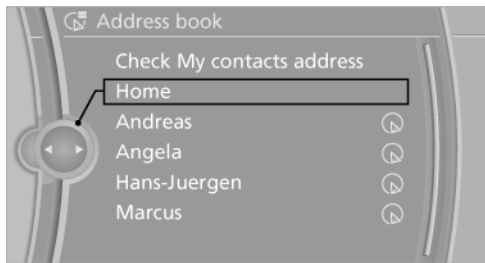 Address book
Check My contacts address
Home
Andreas
Angela
Hans-Juergen
Marcus